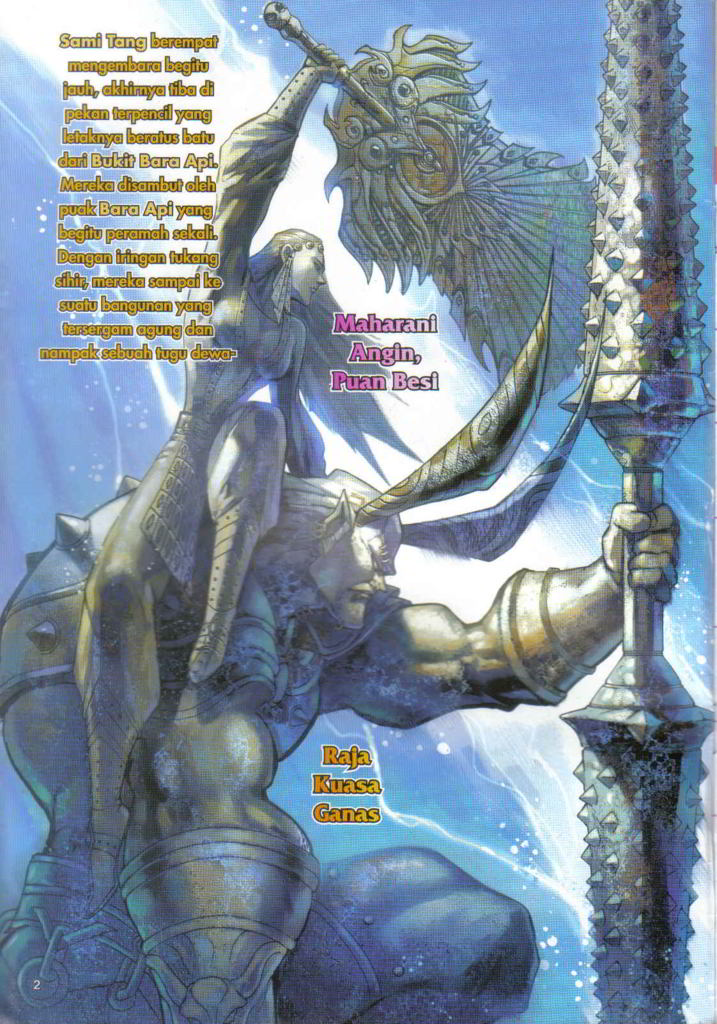 Sami Tang berempat
mengembara begitu
jauh, akhirnya tiba di
pekan terpencil yang
letaknya beratus batu
dari Bukit Bara Api.
Mereka disambut oleh
puak Bara Api yang
begitu peramah sekali.
Dengan iringan tukang
sihir, mereka sampai ke
suatu bangunan yang
tersergam agung dan
nampak sebuah tugu dewa-
Maharani
Angin,
Puan Besi
Raja
Kuasa
Ganas
2